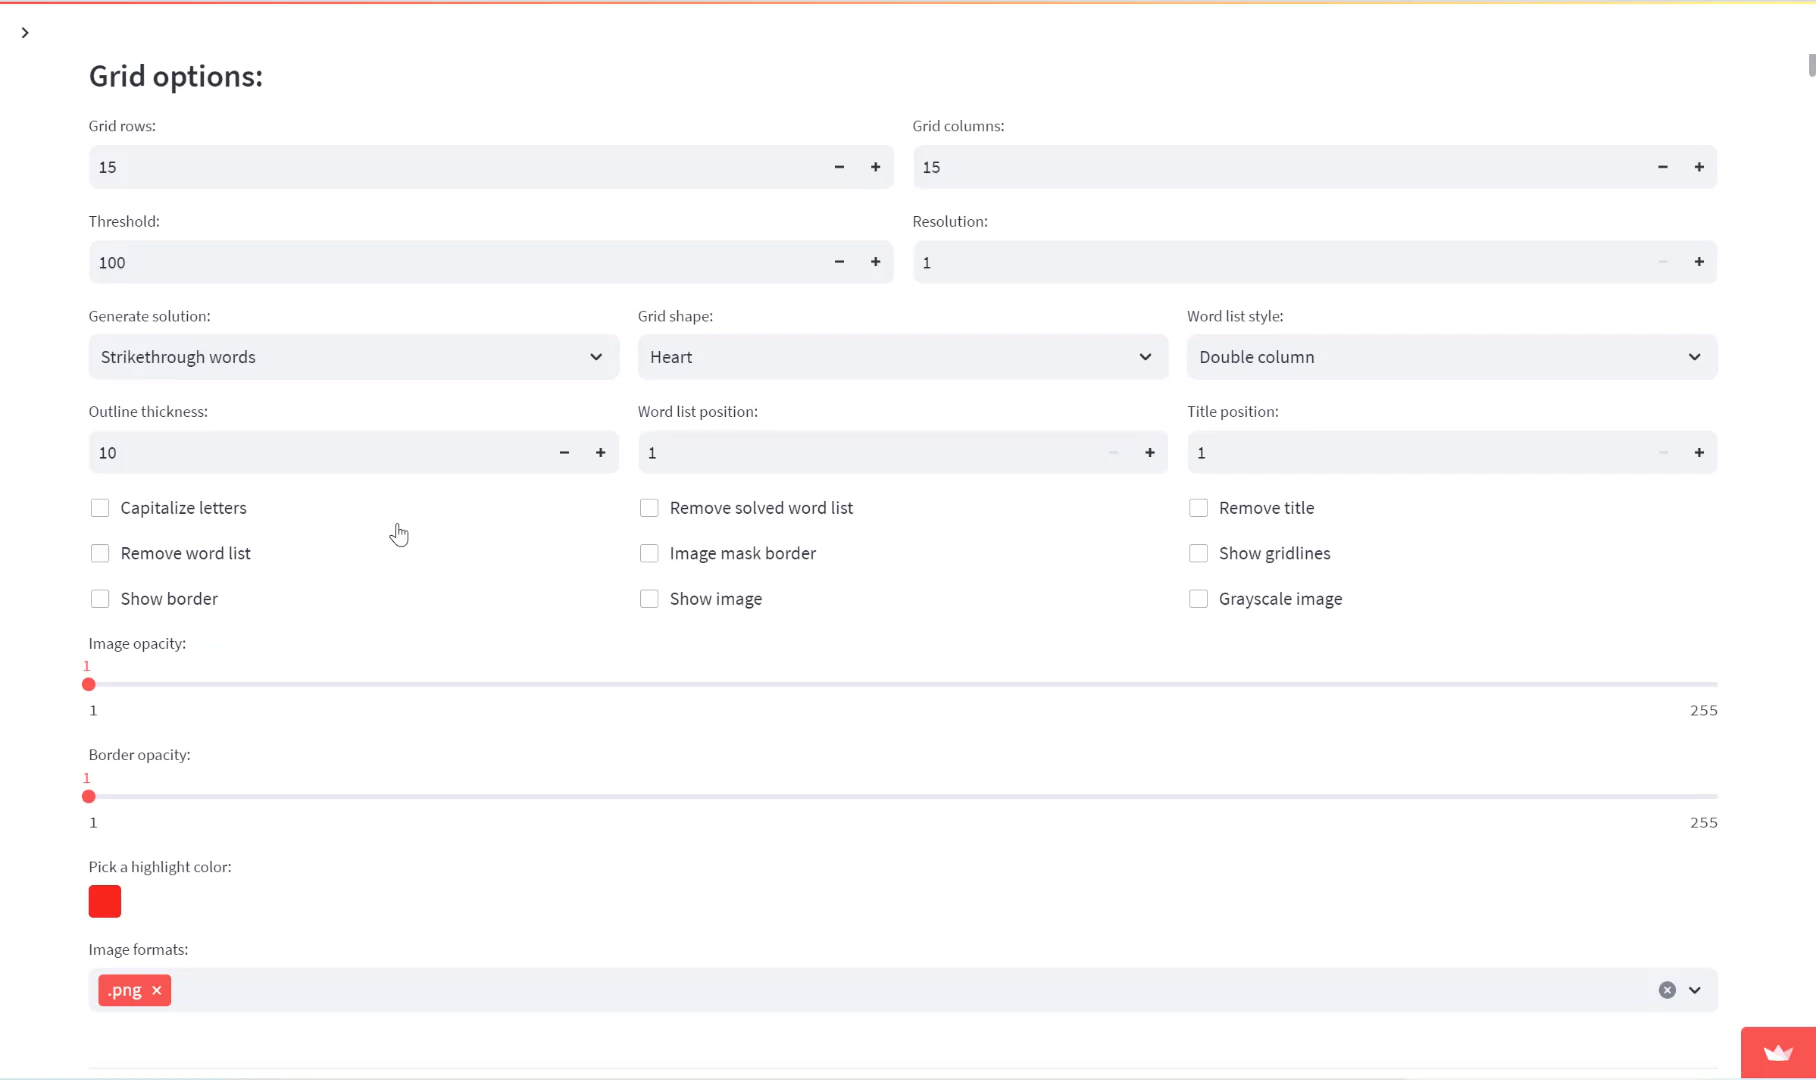 Grid options:
Grid rows:
Grid columns:
15
15
Threshold:
Resolution:
100
1
Generate solution:
Grid shape:
Word list style:
Strikethrough words
Heart
Double column
Outline thickness:
Word list position:
Title position:
10
1
1
Capitalize letters
Remove solved word list
Remove title
Remove word list
Image mask border
Show gridlines
Show border
Show image
Grayscale image
Image opacity:
1
1
255
Border opacity:
1
1
255
Pick a highlight color:
Image formats:
.png